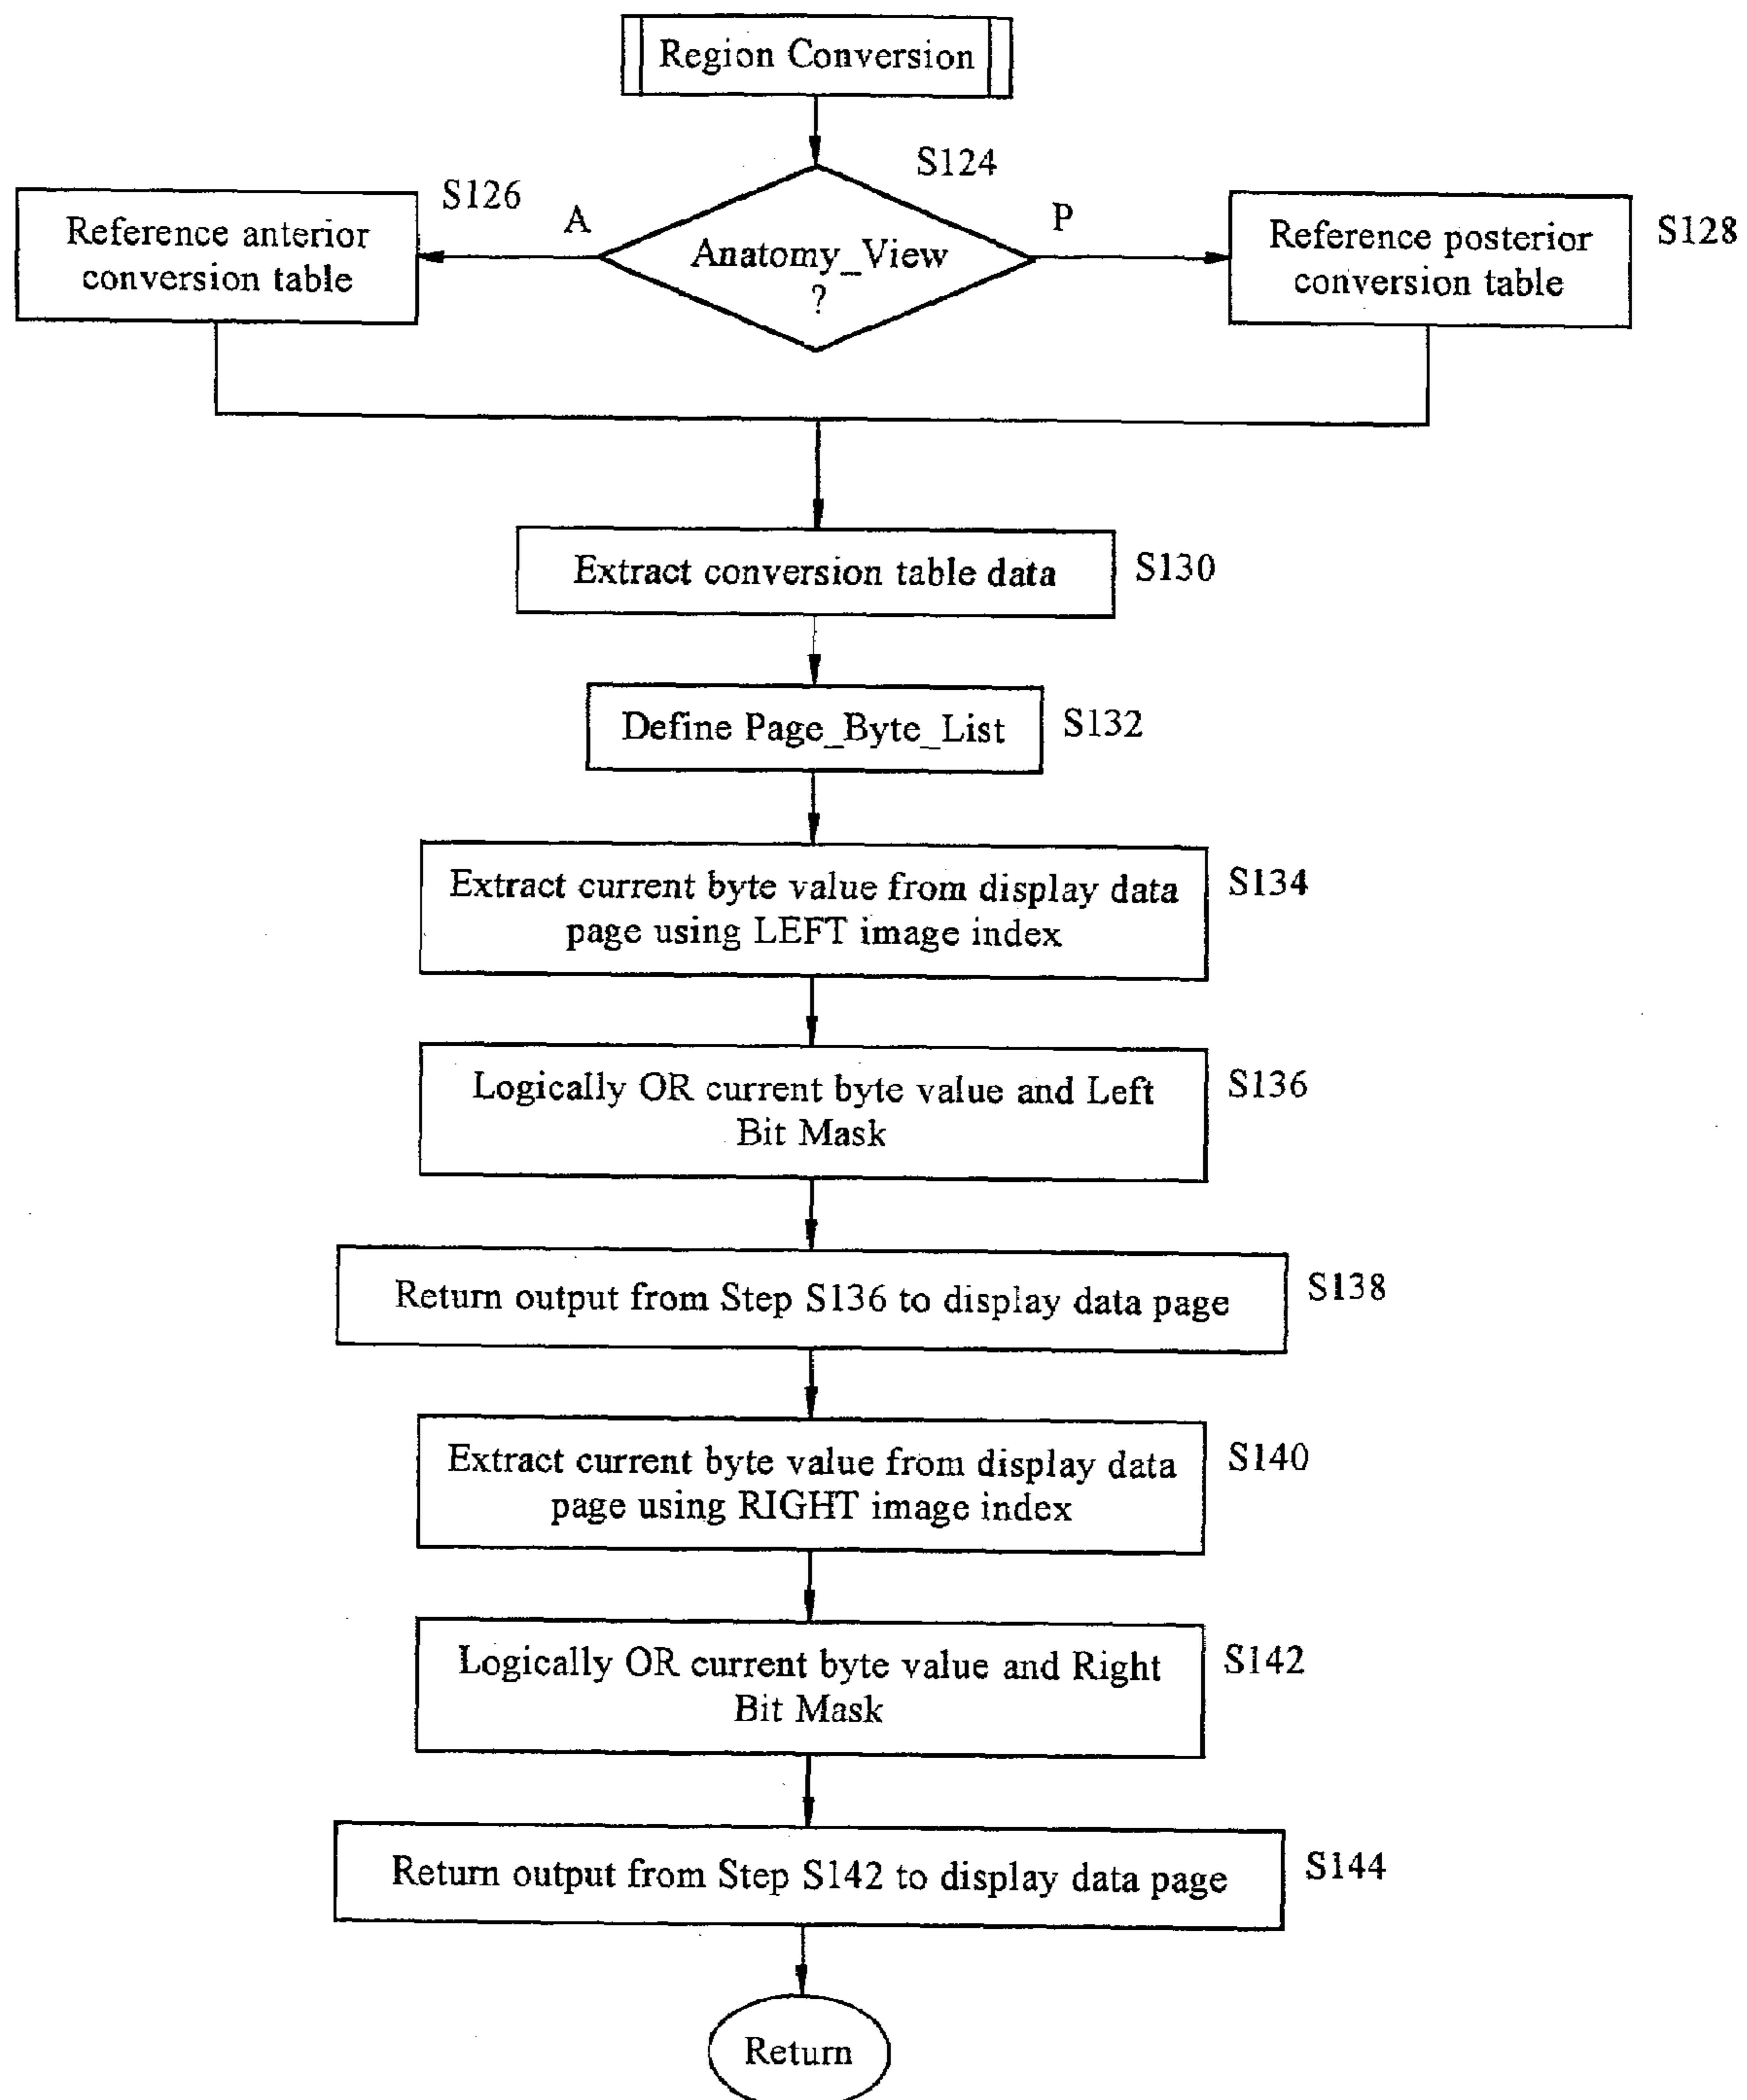 Region Conversion
S124
S126
A
P
S128
Reference anterior
conversion table
Anatomy_View
?
Reference posterior
conversion table
Extract conversion table data
S130
Define Page_Byte_List
S132
Extract current byte value from display data
page using LEFT image index
S134
Logically OR current byte value and Left
Bit Mask
S136
Return output from Step S136 to display data page
S138
Extract current byte value from display data
page using RIGHT image index
S140
Logically OR current byte value and Right
Bit Mask
S142
Return output from Step S142 to display data page
S144
Return